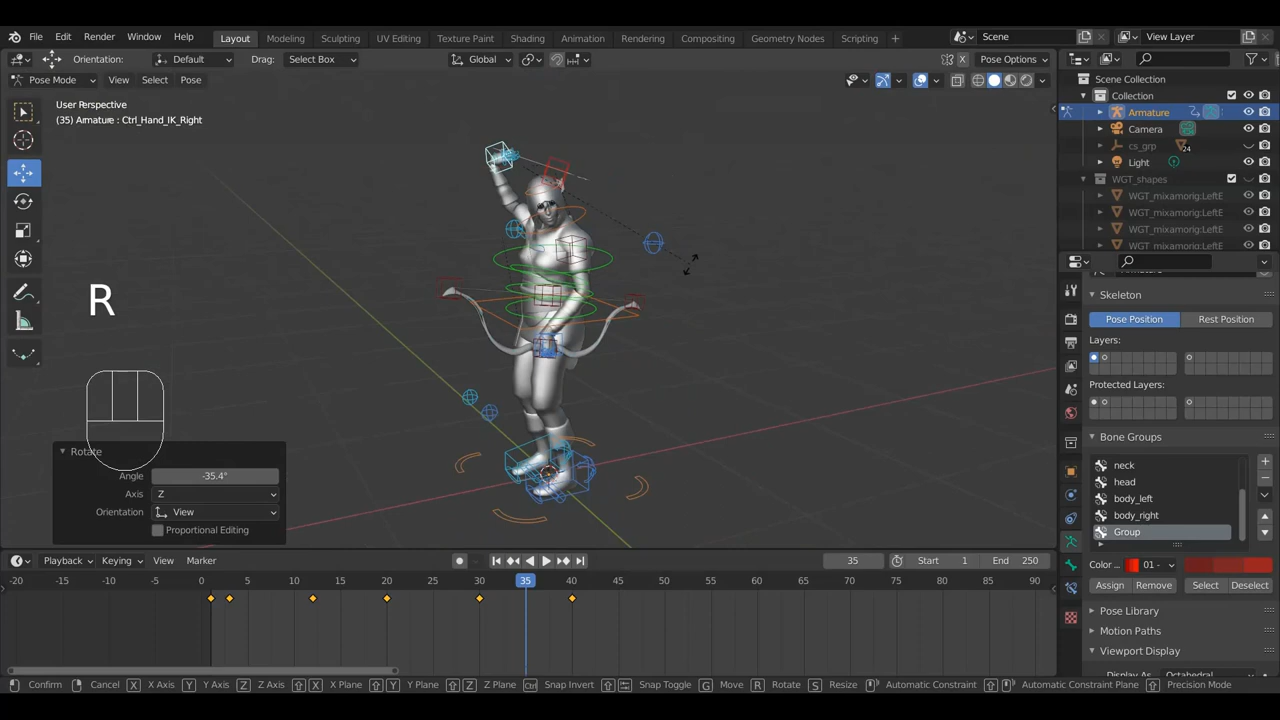 File Edit Render Window Help Layout Modeling Sculpting UV Editing Texture Paint Shading Animation Rendering Compositing Geometry Nodes Scripting + Scene View Layer
Orientation: Default Drag: Select Box Global X Pose Options
Pose Mode View Select Pose
User Perspective
(35) Armature : Ctrl_Hand_IK_Right
R
Rotate
Angle -35.4°
Axis Z
Orientation View
Proportional Editing
Scene Collection
Collection
Armature
Camera
cs_grp 24
Light
WGT_shapes
WGT_mixamorig:LeftE
WGT_mixamorig:LeftE
WGT_mixamorig:LeftE
WGT_mixamorig:LeftE
Skeleton
Pose Position Rest Position
Layers:
Protected Layers:
Bone Groups
neck
head
body_left
body_right
Group
Color ... 01 -
Assign Remove Select Deselect
Pose Library
Motion Paths
Viewport Display
Playback Keying View Marker 35 Start 1 End 250
-20 -15 -10 -5 0 5 10 15 20 25 30 35 40 45 50 55 60 65 70 75 80 85 90
Confirm Cancel X X Axis Y Y Axis Z Z Axis X X Plane Y Y Plane Z Z Plane Ctrl Snap Invert Snap Toggle G Move R Rotate S Resize Automatic Constraint Automatic Constraint Plane Precision Mode